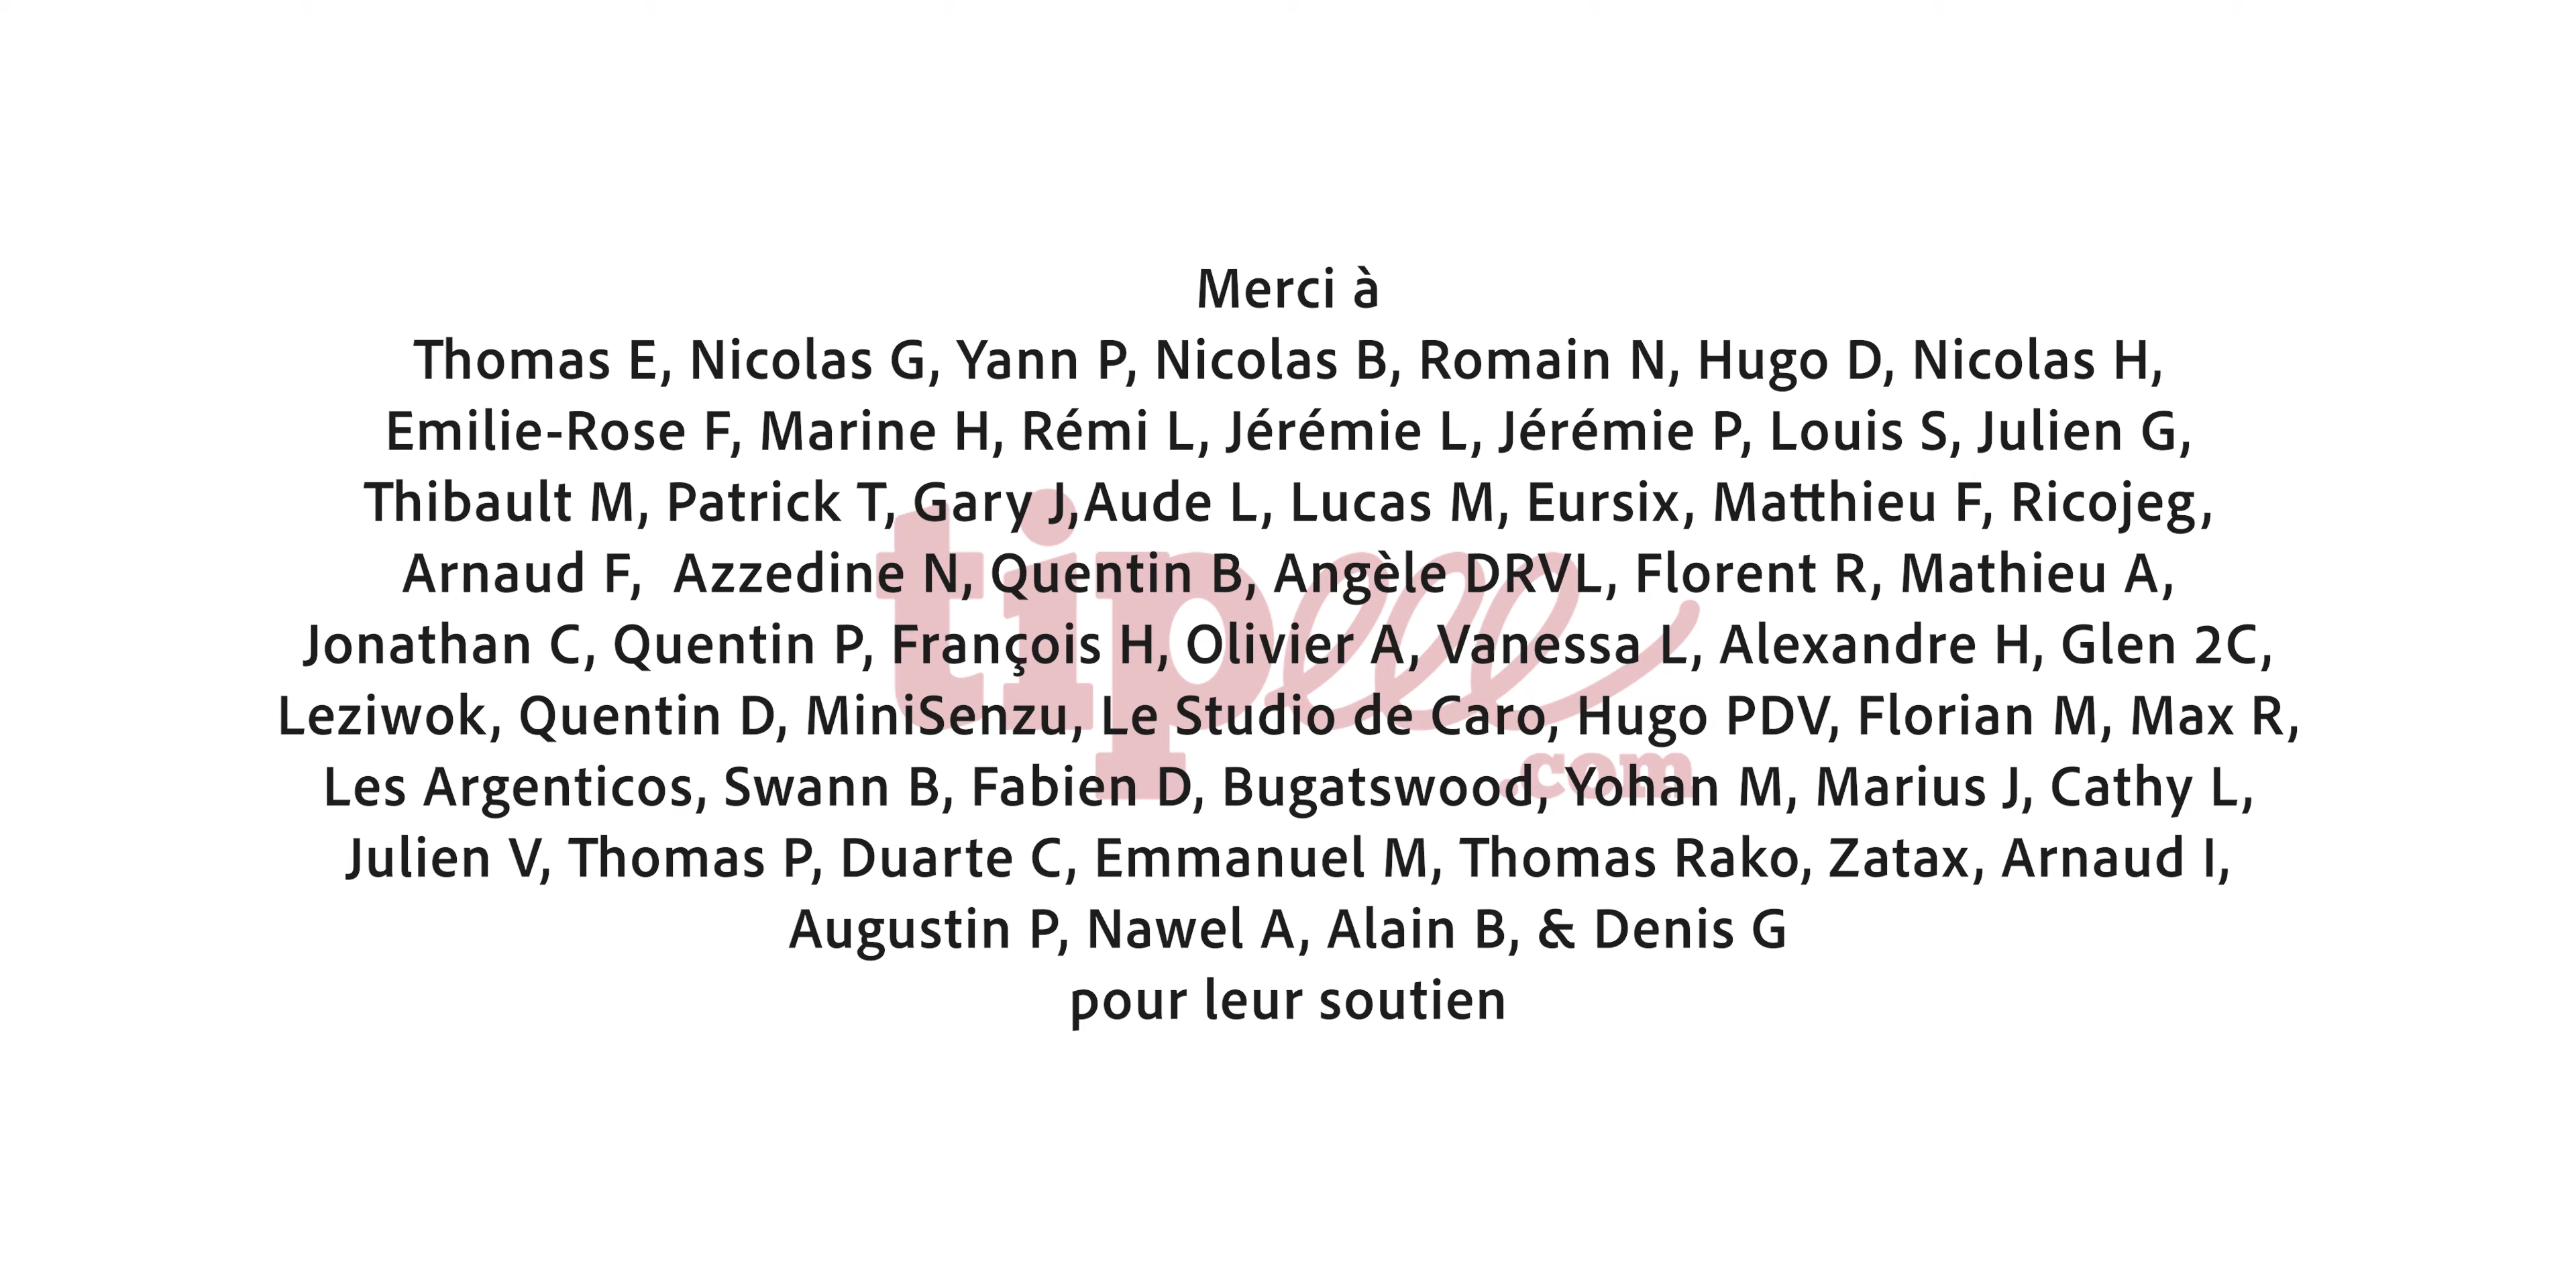 Merci à
Thomas E, Nicolas G, Yann P, Nicolas B, Romain N, Hugo D, Nicolas H,
Emilie-Rose F, Marine H, Rémi L, Jérémie L, Jérémie P, Louis S, Julien G,
Thibault M, Patrick T, Gary J,Aude L, Lucas M, Eursix, Matthieu F, Ricojeg,
Arnaud F,  Azzedine N, Quentin B, Angèle DRVL, Florent R, Mathieu A,
Jonathan C, Quentin P, François H, Olivier A, Vanessa L, Alexandre H, Glen 2C,
Leziwok, Quentin D, MiniSenzu, Le Studio de Caro, Hugo PDV, Florian M, Max R,
Les Argenticos, Swann B, Fabien D, Bugatswood, Yohan M, Marius J, Cathy L,
Julien V, Thomas P, Duarte C, Emmanuel M, Thomas Rako, Zatax, Arnaud I,
Augustin P, Nawel A, Alain B, & Denis G
pour leur soutien
tipeee
.com